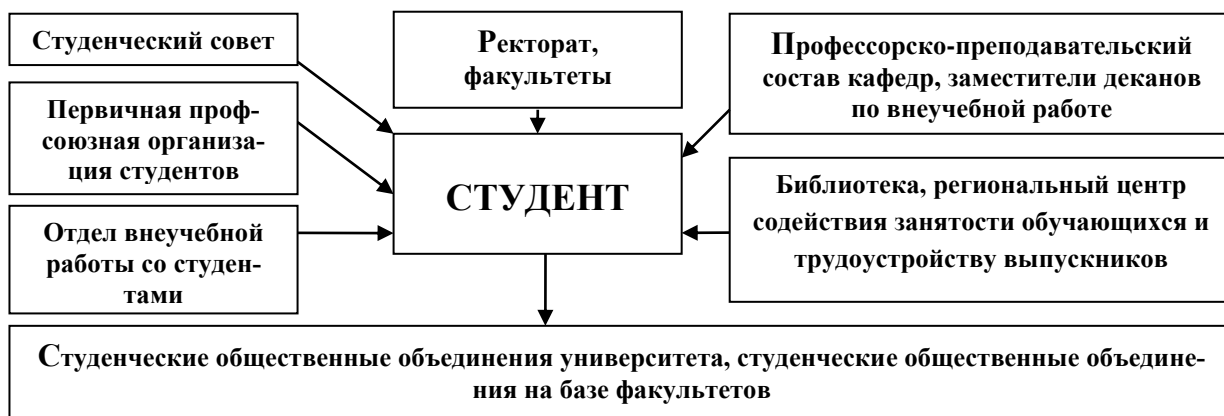 Студенческий совет
Ректорат,
факультеты
Профессорско-преподавательский
состав кафедр, заместители деканов
по внеучебной работе
Первичная проф-
союзная организа-
ция студентов
СТУДЕНТ
Библиотека, региональный центр
содействия занятости обучающихся и
трудоустройству выпускников
Отдел внеучебной
работы со студен-
тами
Студенческие общественные объединения университета, студенческие общественные объедине-
ния на базе факультетов